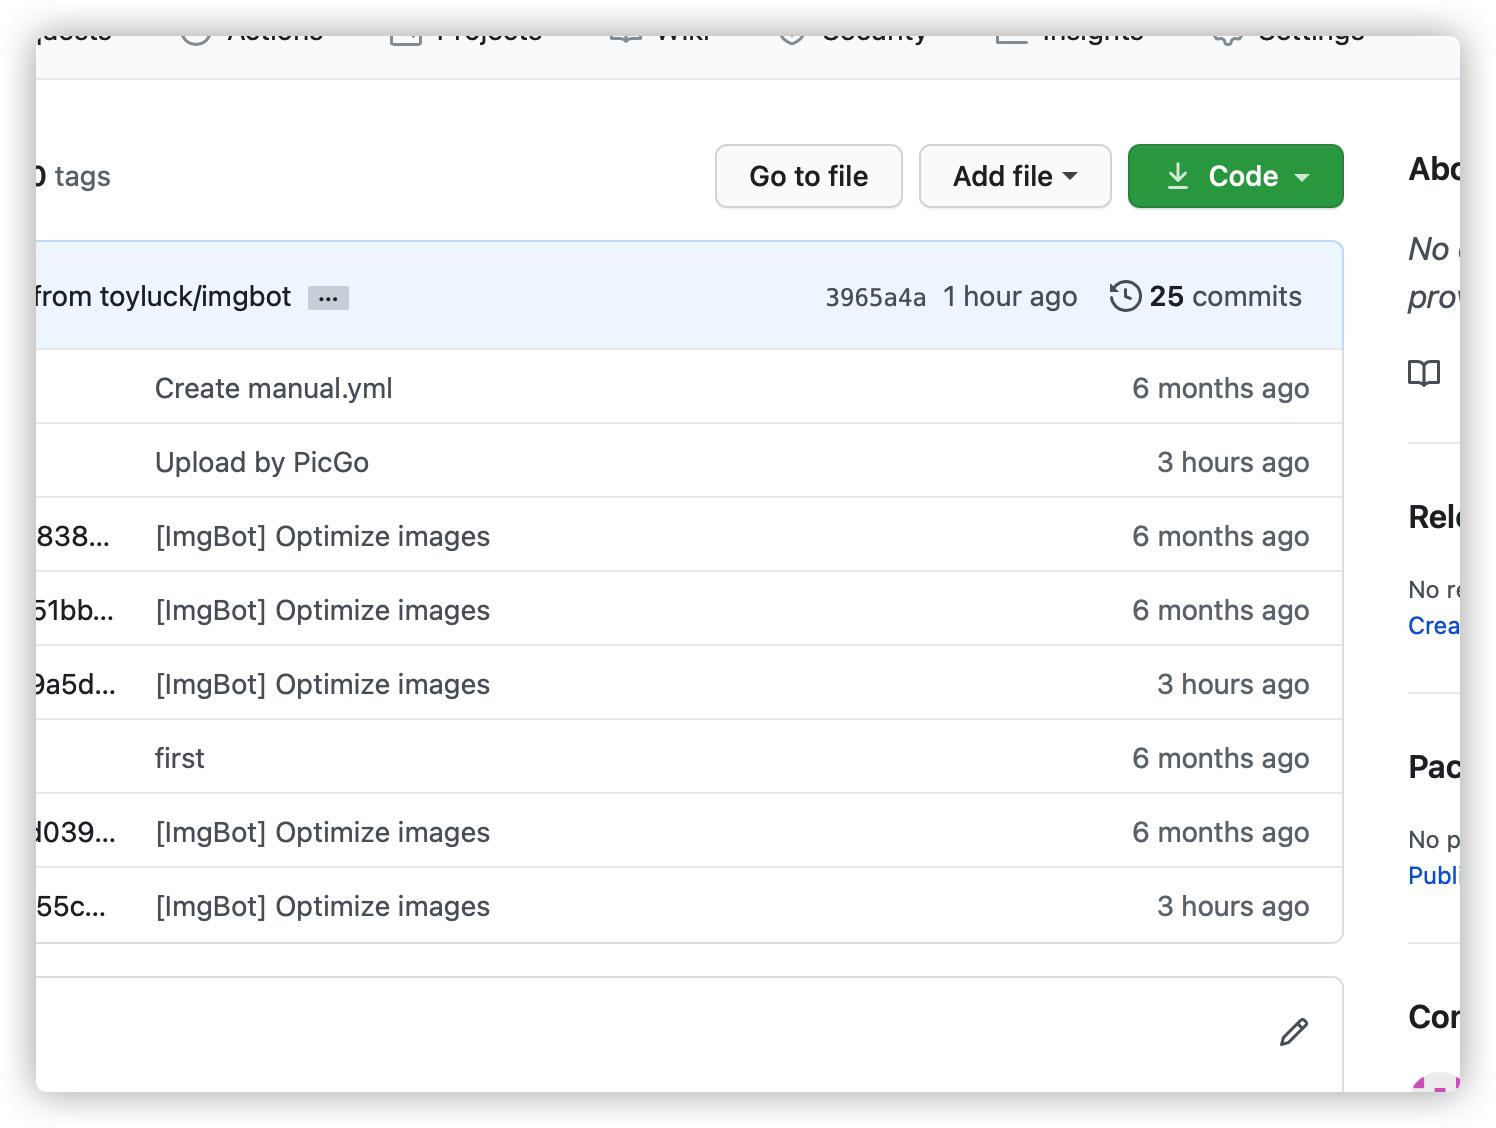 Actions Projects Wiki Security Insights Settings
0 tags
Go to file
Add file
Code
from toyluck/imgbot ...
3965a4a 1 hour ago 25 commits
Create manual.yml 6 months ago
Upload by PicGo 3 hours ago
838... [ImgBot] Optimize images 6 months ago
51bb... [ImgBot] Optimize images 6 months ago
9a5d... [ImgBot] Optimize images 3 hours ago
first 6 months ago
d039... [ImgBot] Optimize images 6 months ago
55c... [ImgBot] Optimize images 3 hours ago
Abo
No
prov
Rele
No re
Crea
Pac
No p
Publi
Con